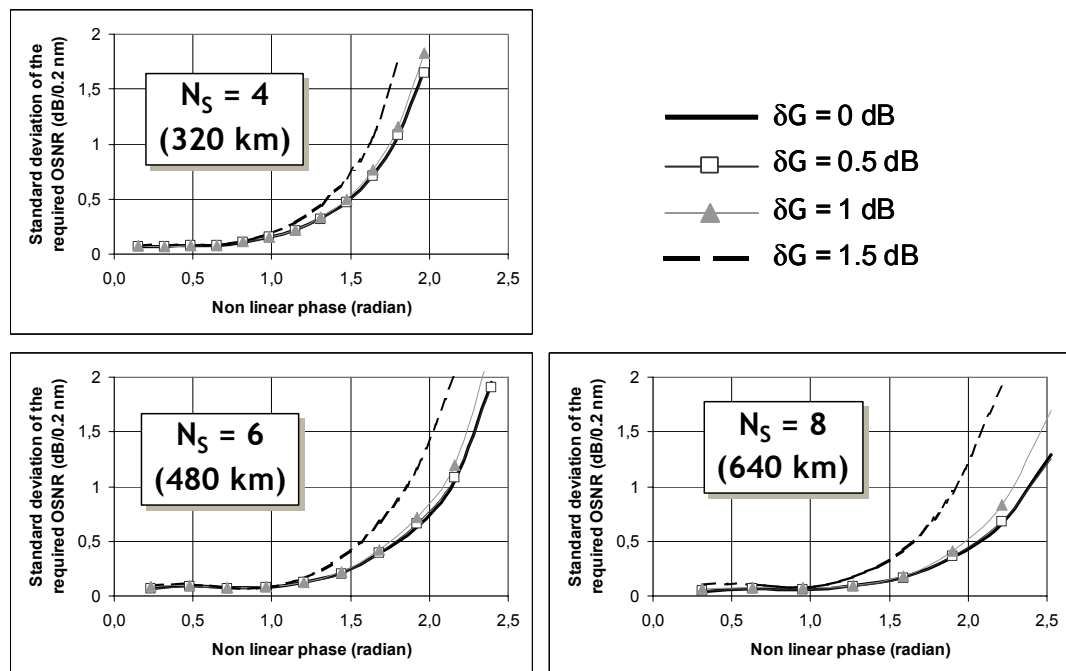 Standard deviation of the
required OSNR (dB/0.2 nm)
2
1,5
1
0,5
0
N_S = 4
(320 km)
0,0 0,5 1,0 1,5 2,0 2,5
Non linear phase (radian)
δG = 0 dB
δG = 0.5 dB
δG = 1 dB
δG = 1.5 dB
Standard deviation of the
required OSNR (dB/0.2 nm)
2
1,5
1
0,5
0
N_S = 6
(480 km)
0,0 0,5 1,0 1,5 2,0 2,5
Non linear phase (radian)
Standard deviation of the
required OSNR (dB/0.2 nm)
2
1,5
1
0,5
0
N_S = 8
(640 km)
0,0 0,5 1,0 1,5 2,0 2,5
Non linear phase (radian)